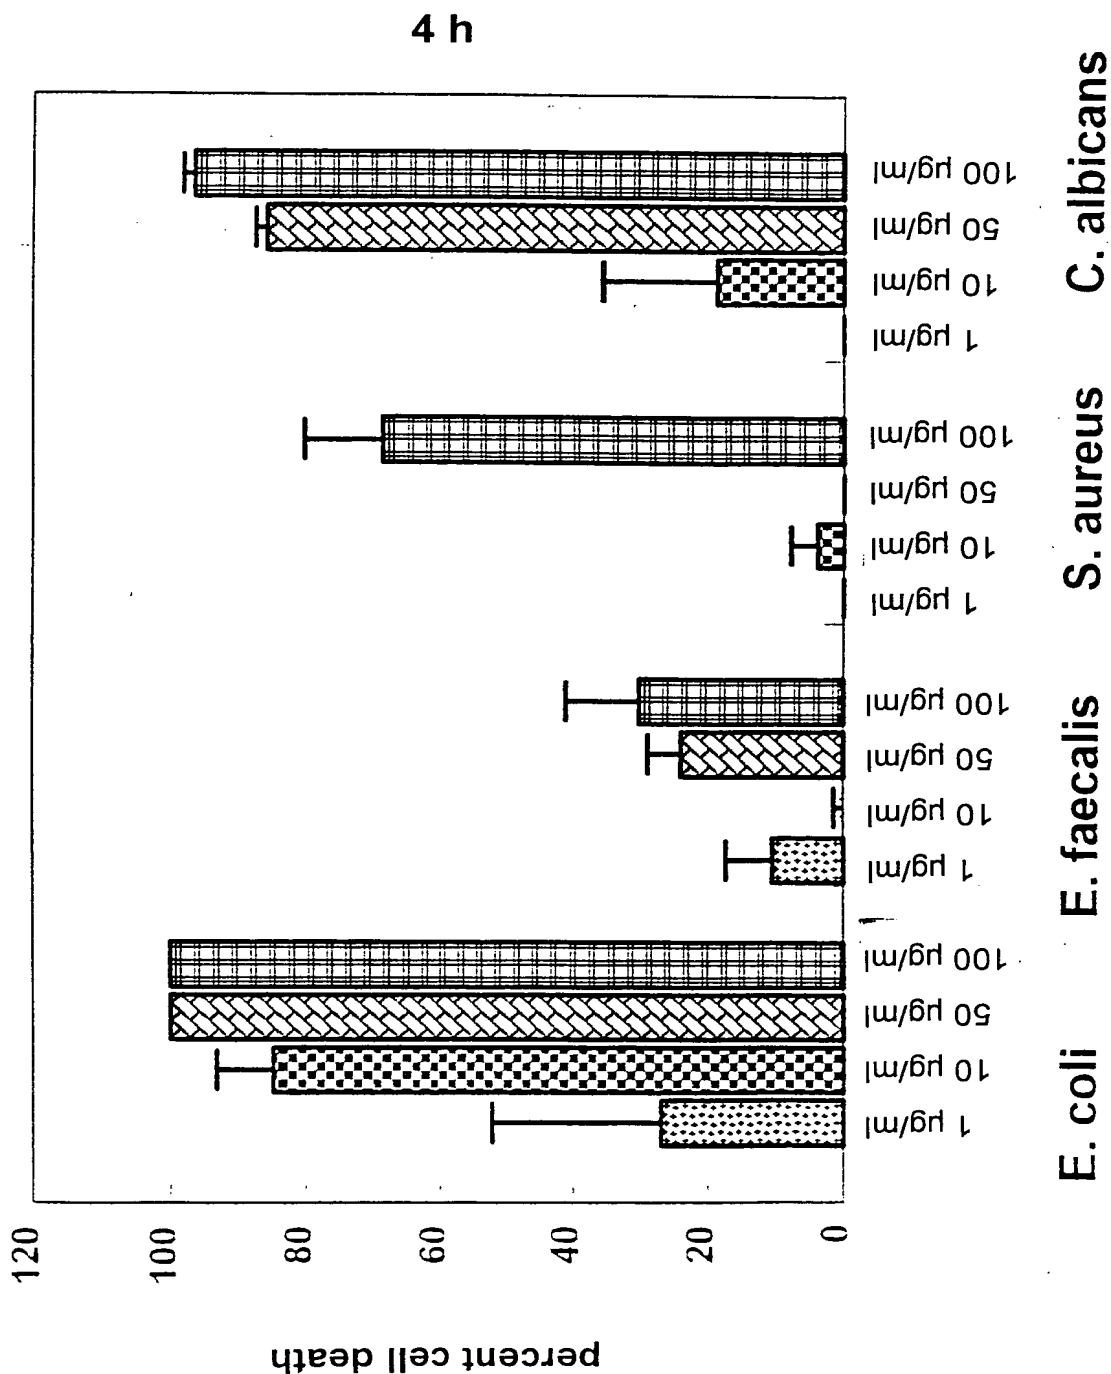 4 h
percent cell death
120
100
80
60
40
20
0
1 µg/ml
10 µg/ml
50 µg/ml
100 µg/ml
1 µg/ml
10 µg/ml
50 µg/ml
100 µg/ml
1 µg/ml
10 µg/ml
50 µg/ml
100 µg/ml
1 µg/ml
10 µg/ml
50 µg/ml
100 µg/ml
E. coli
E. faecalis
S. aureus
C. albicans